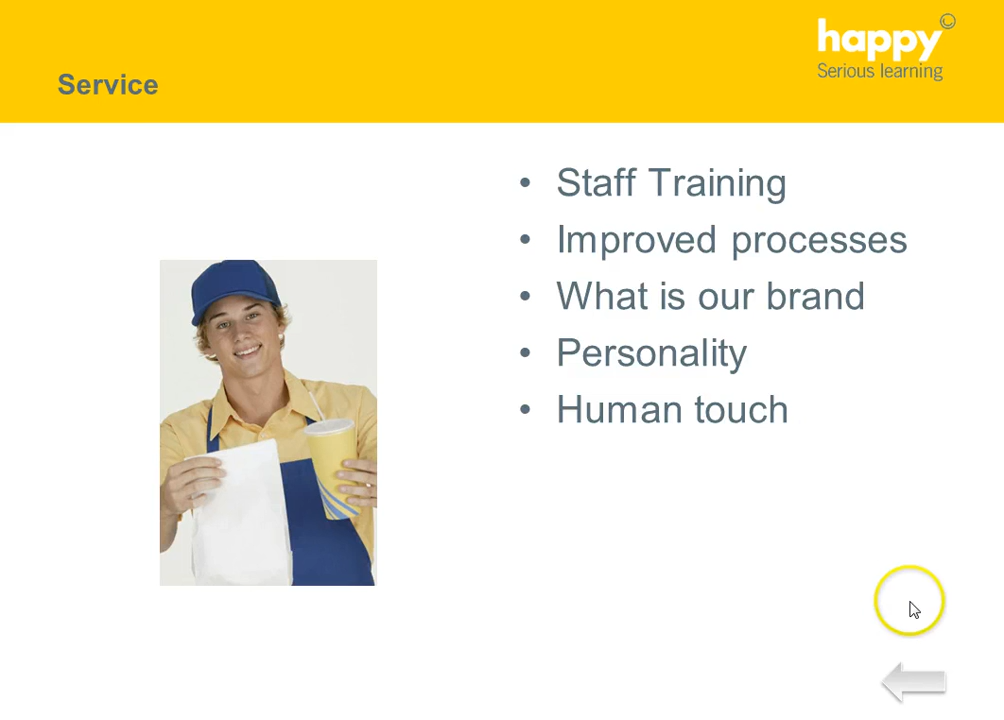 happy
Serious learning
Service
• Staff Training
• Improved processes
• What is our brand
• Personality
• Human touch